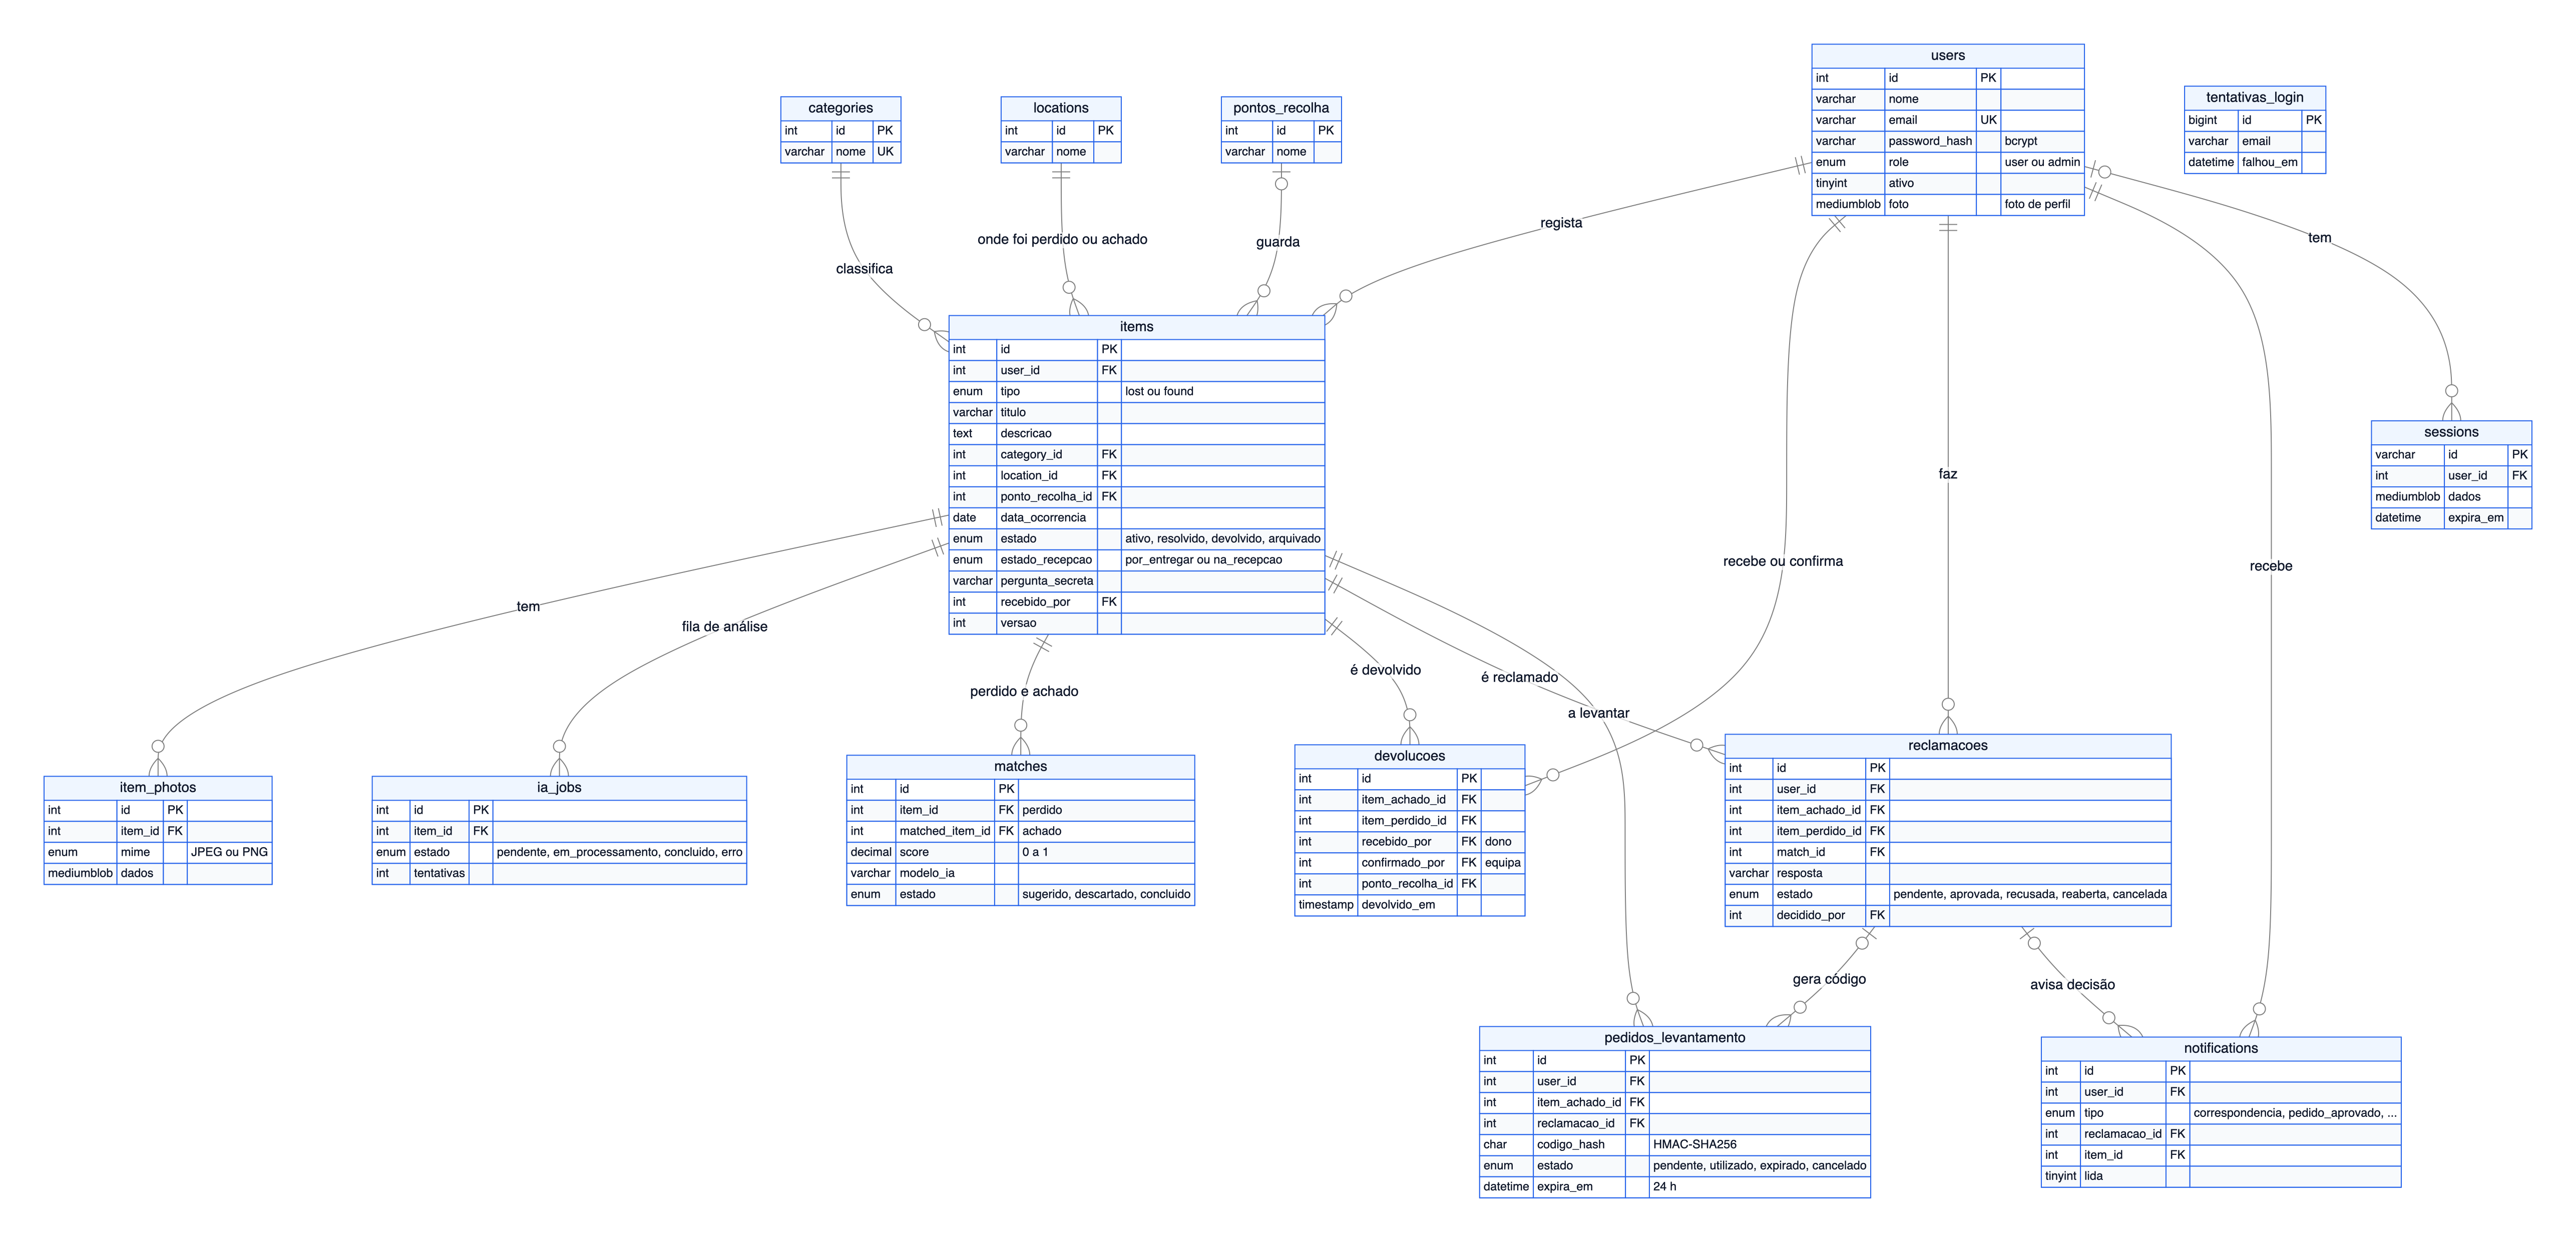 users
int id PK
varchar nome
varchar email UK
varchar password_hash bcrypt
enum role user ou admin
tinyint ativo
mediumblob foto foto de perfil
tentativas_login
bigint id PK
varchar email
datetime falhou_em
categories
int id PK
varchar nome UK
locations
int id PK
varchar nome
pontos_recolha
int id PK
varchar nome
classifica
onde foi perdido ou achado
guarda
regista
tem
items
int id PK
int user_id FK
enum tipo lost ou found
varchar titulo
text descricao
int category_id FK
int location_id FK
int ponto_recolha_id FK
date data_ocorrencia
enum estado ativo, resolvido, devolvido, arquivado
enum estado_recepcao por_entregar ou na_recepcao
varchar pergunta_secreta
int recebido_por FK
int versao
sessions
varchar id PK
int user_id FK
mediumblob dados
datetime expira_em
faz
recebe ou confirma
recebe
tem
fila de análise
perdido e achado
é devolvido
é reclamado
a levantar
item_photos
int id PK
int item_id FK
enum mime JPEG ou PNG
mediumblob dados
ia_jobs
int id PK
int item_id FK
enum estado pendente, em_processamento, concluido, erro
int tentativas
matches
int id PK
int item_id FK perdido
int matched_item_id FK achado
decimal score 0 a 1
varchar modelo_ia
enum estado sugerido, descartado, concluido
devolucoes
int id PK
int item_achado_id FK
int item_perdido_id FK
int recebido_por FK dono
int confirmado_por FK equipa
int ponto_recolha_id FK
timestamp devolvido_em
reclamacoes
int id PK
int user_id FK
int item_achado_id FK
int item_perdido_id FK
int match_id FK
varchar resposta
enum estado pendente, aprovada, recusada, reaberta, cancelada
int decidido_por FK
gera código
avisa decisão
pedidos_levantamento
int id PK
int user_id FK
int item_achado_id FK
int reclamacao_id FK
char codigo_hash HMAC-SHA256
enum estado pendente, utilizado, expirado, cancelado
datetime expira_em 24 h
notifications
int id PK
int user_id FK
enum tipo correspondencia, pedido_aprovado, ...
int reclamacao_id FK
int item_id FK
tinyint lida